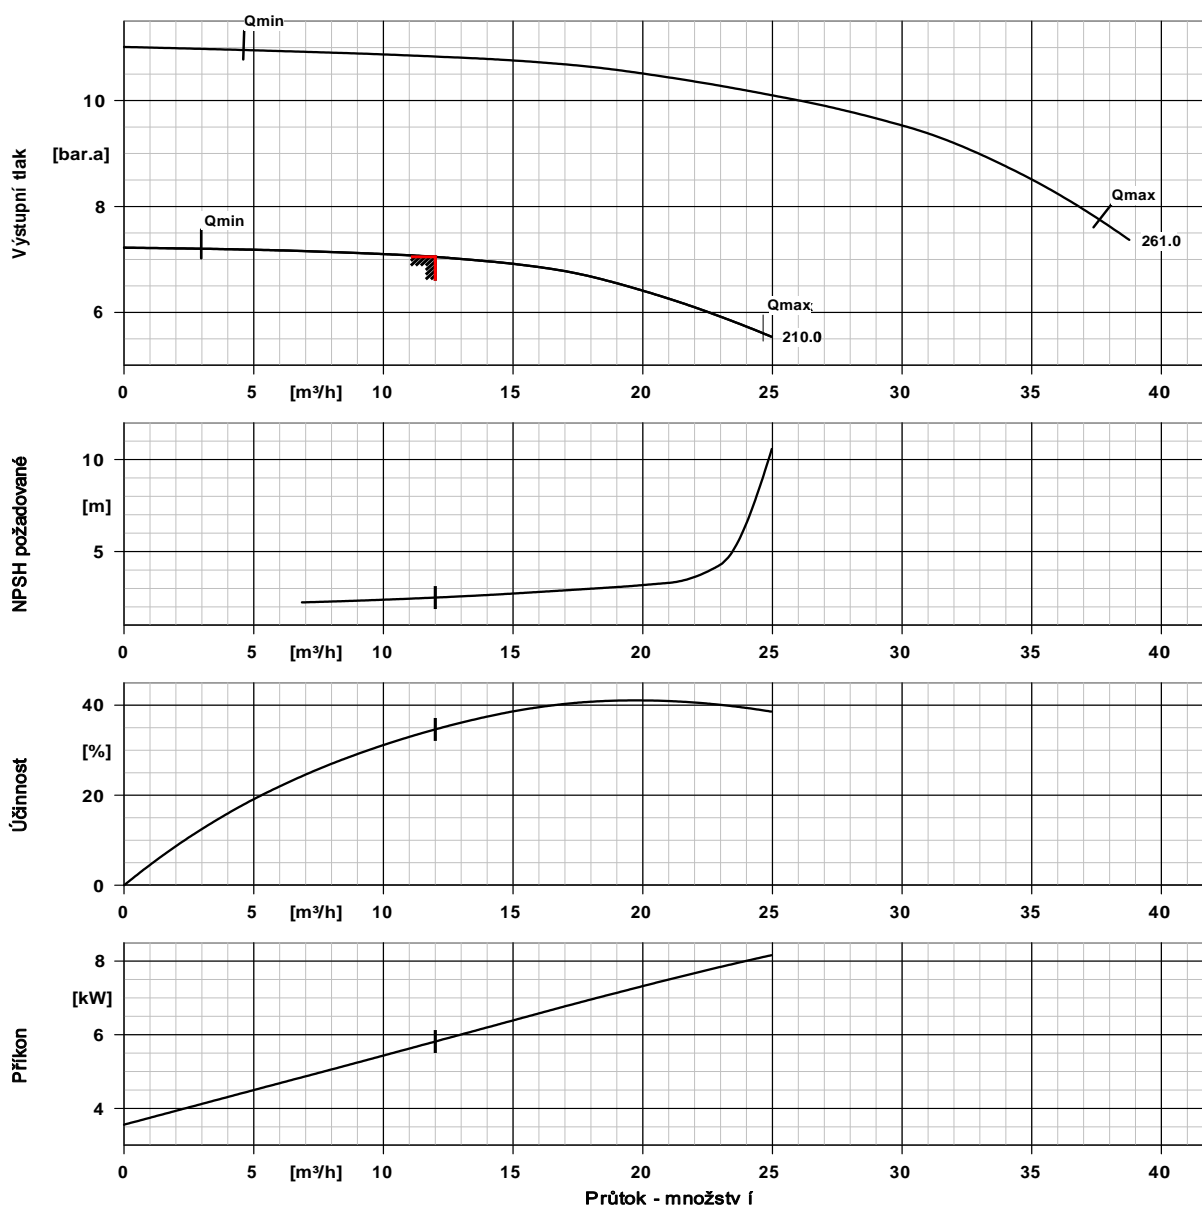 Qmin
10
[bar.a]
Výstupní tlak
8
Qmax
261.0
Qmin
6
Qmax
210.0
0 5 [m³/h] 10 15 20 25 30 35 40
NPSH požadované
10
[m]
5
0 5 [m³/h] 10 15 20 25 30 35 40
Účinnost
40
[%]
20
0
0 5 [m³/h] 10 15 20 25 30 35 40
Příkon
8
[kW]
6
4
0 5 [m³/h] 10 15 20 25 30 35 40
Průtok - množstv í